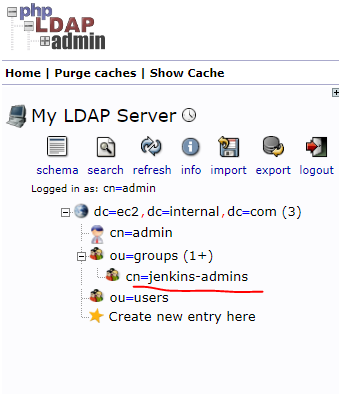 php
LDAP
admin
Home | Purge caches | Show Cache
My LDAP Server
schema search refresh info import export logout
Logged in as: cn=admin
dc=ec2,dc=internal,dc=com (3)
cn=admin
ou=groups (1+)
cn=jenkins-admins
ou=users
Create new entry here